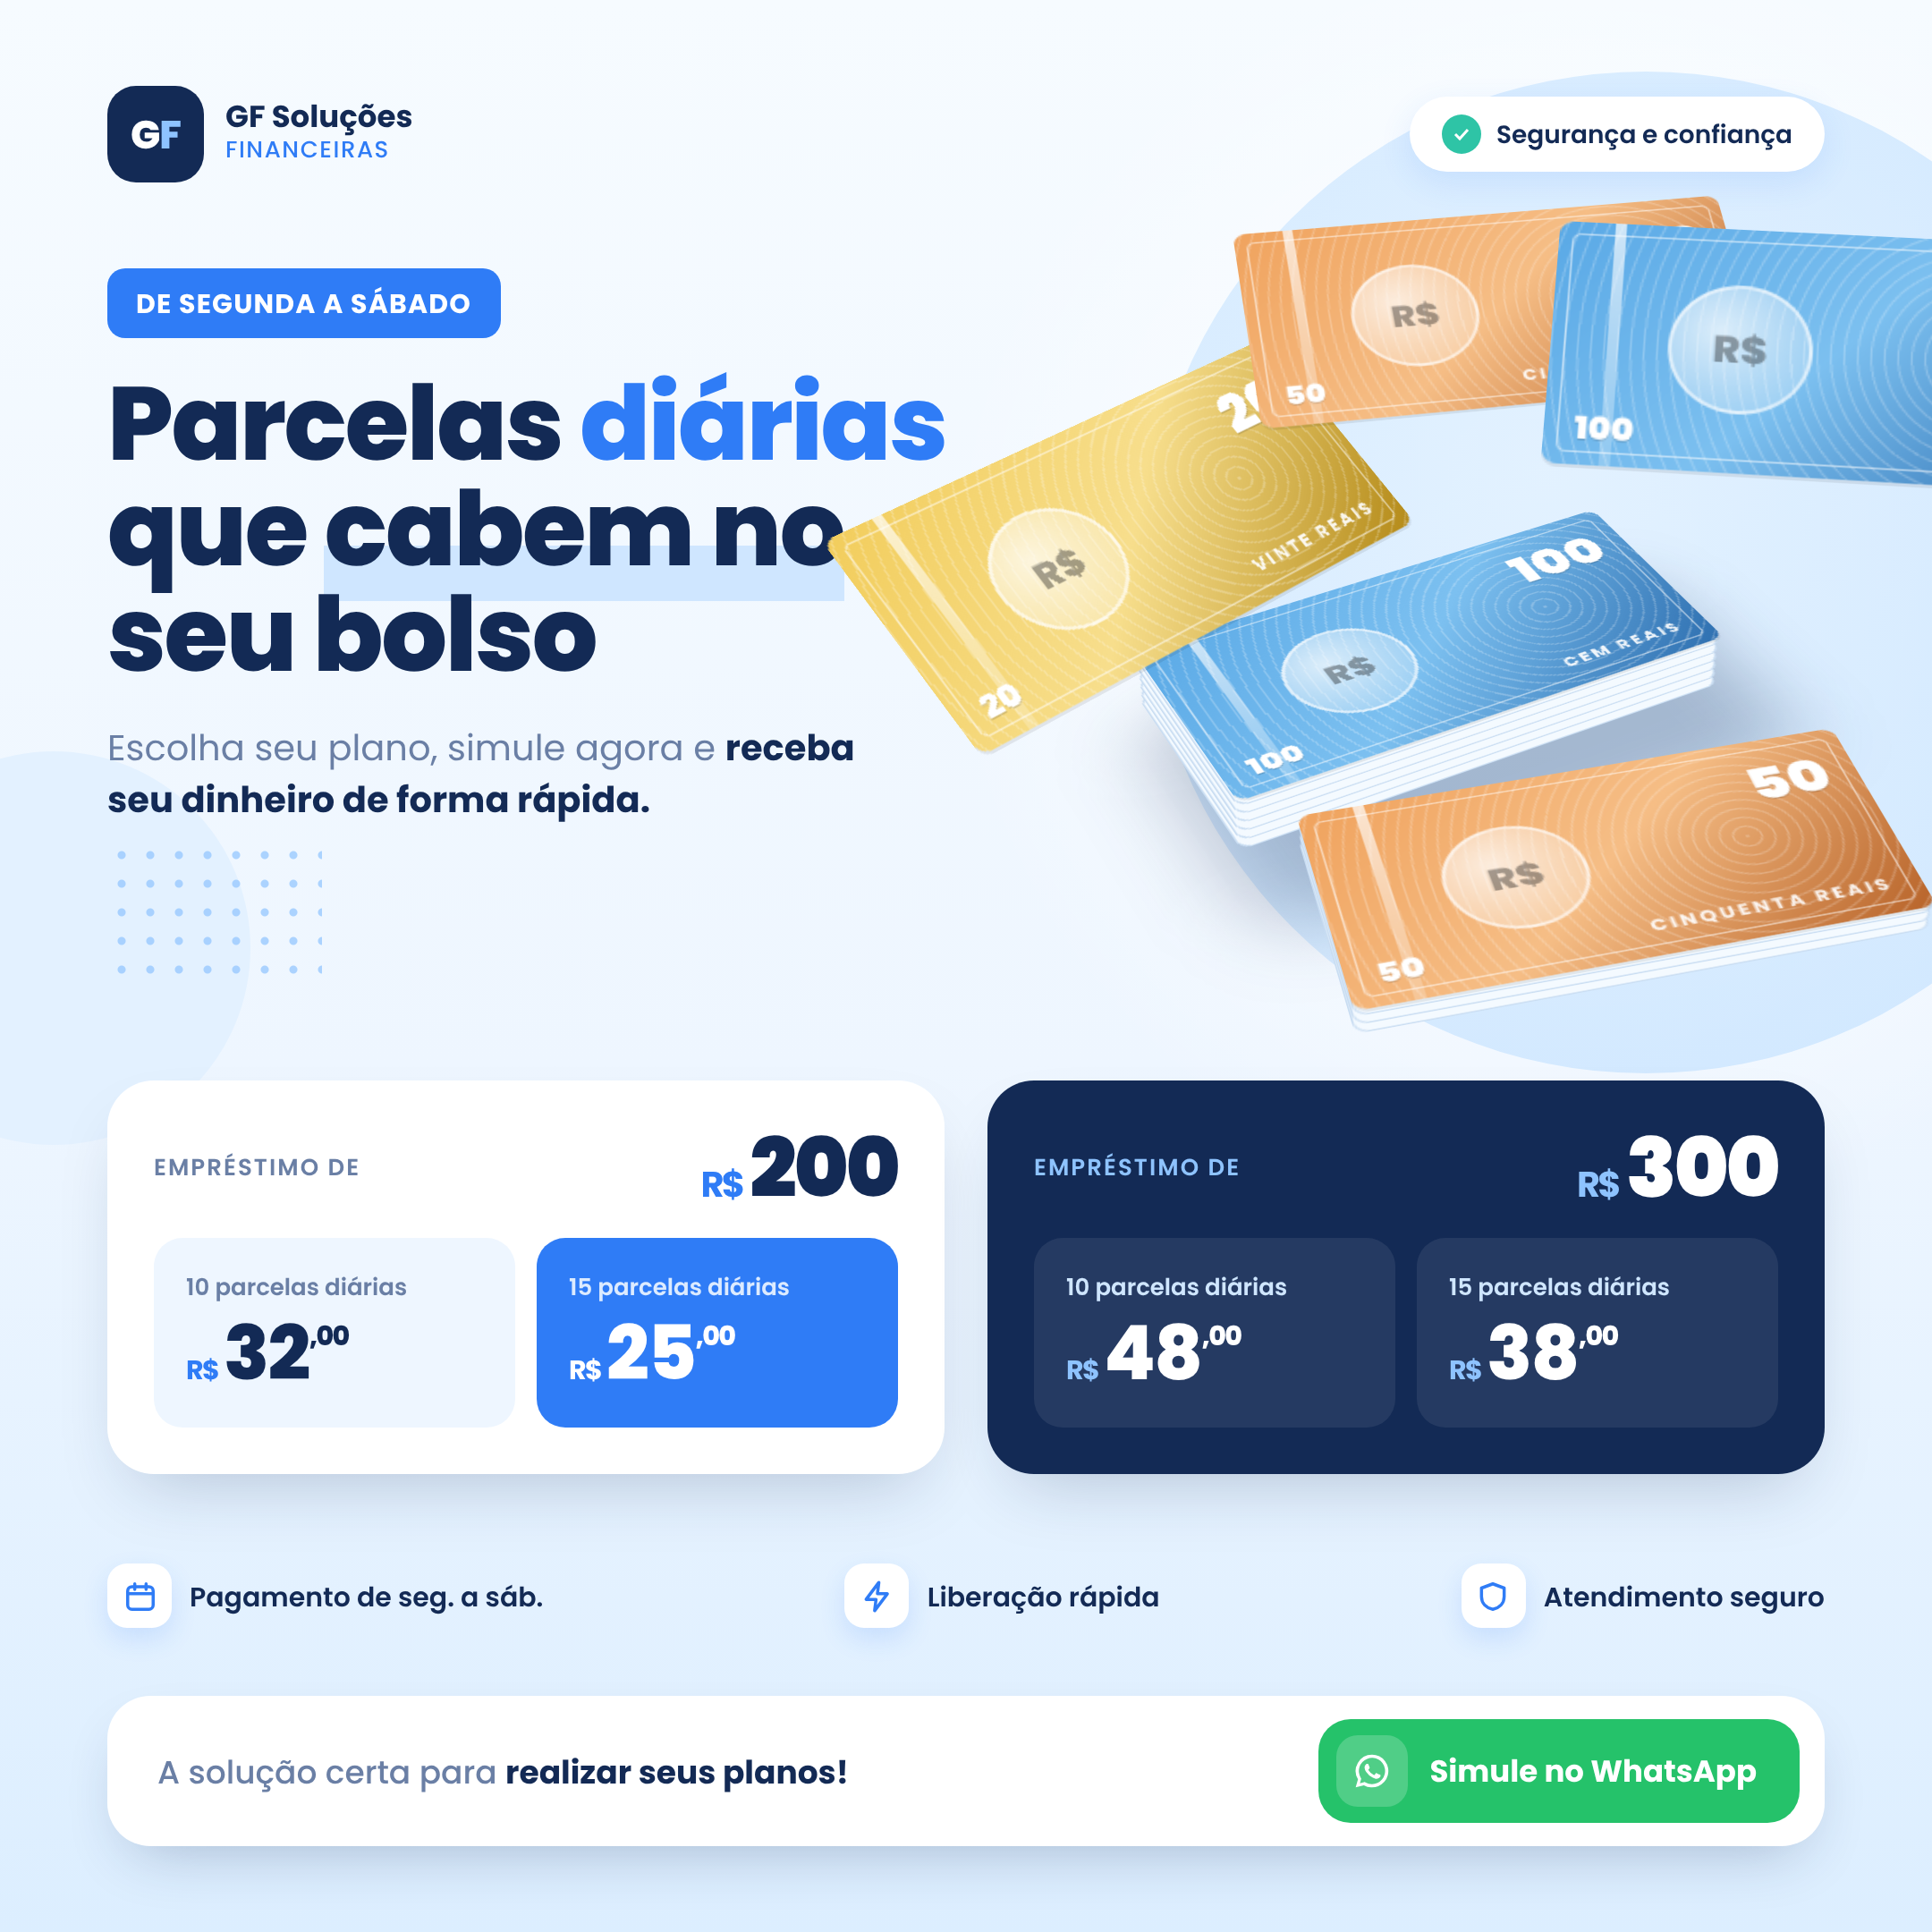 GF
GF Soluções
FINANCEIRAS
Segurança e confiança
DE SEGUNDA A SÁBADO
Parcelas diárias
que cabem no
seu bolso
Escolha seu plano, simule agora e receba
seu dinheiro de forma rápida.
R$
50
R$
100
R$
VINTE REAIS
20
100
R$
CEM REAIS
100
50
R$
CINQUENTA REAIS
50
EMPRÉSTIMO DE
R$ 200
10 parcelas diárias
R$ 32,00
15 parcelas diárias
R$ 25,00
EMPRÉSTIMO DE
R$ 300
10 parcelas diárias
R$ 48,00
15 parcelas diárias
R$ 38,00
Pagamento de seg. a sáb.
Liberação rápida
Atendimento seguro
A solução certa para realizar seus planos!
Simule no WhatsApp